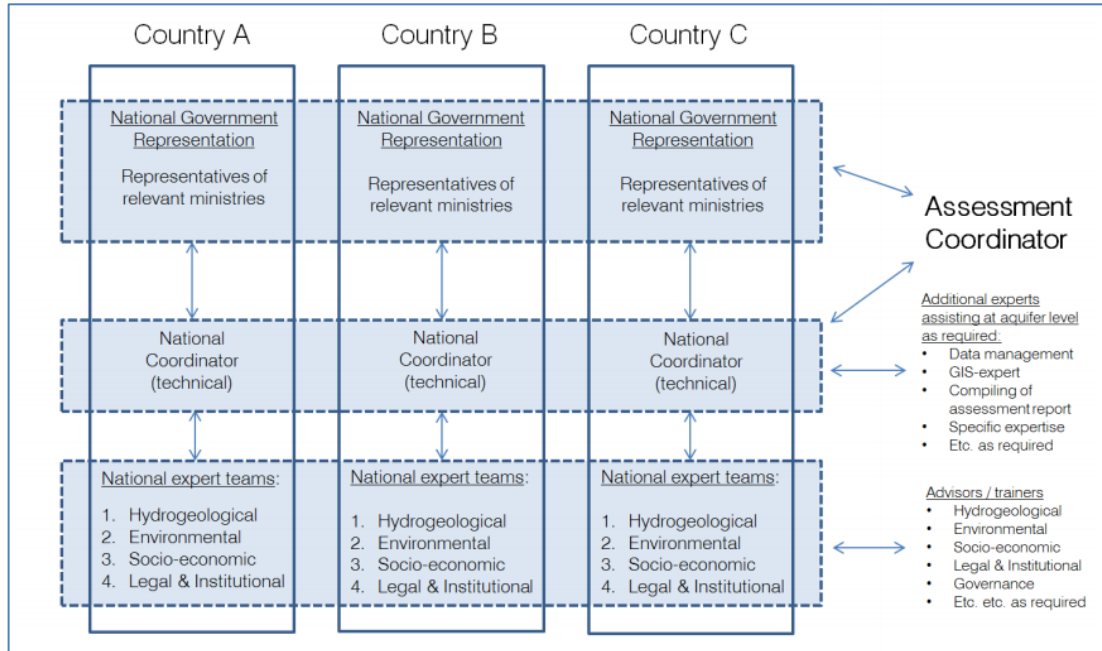 Country A
Country B
Country C
National Government
Representation
Representatives of
relevant ministries
National Government
Representation
Representatives of
relevant ministries
National Government
Representation
Representatives of
relevant ministries
Assessment
Coordinator
National
Coordinator
(technical)
National
Coordinator
(technical)
National
Coordinator
(technical)
Additional experts
assisting at aquifer level
as required:
• Data management
• GIS-expert
• Compiling of
assessment report
• Specific expertise
• Etc. as required
National expert teams:
1. Hydrogeological
2. Environmental
3. Socio-economic
4. Legal & Institutional
National expert teams:
1. Hydrogeological
2. Environmental
3. Socio-economic
4. Legal & Institutional
National expert teams:
1. Hydrogeological
2. Environmental
3. Socio-economic
4. Legal & Institutional
Advisors / trainers
• Hydrogeological
• Environmental
• Socio-economic
• Legal & Institutional
• Governance
• Etc. etc. as required